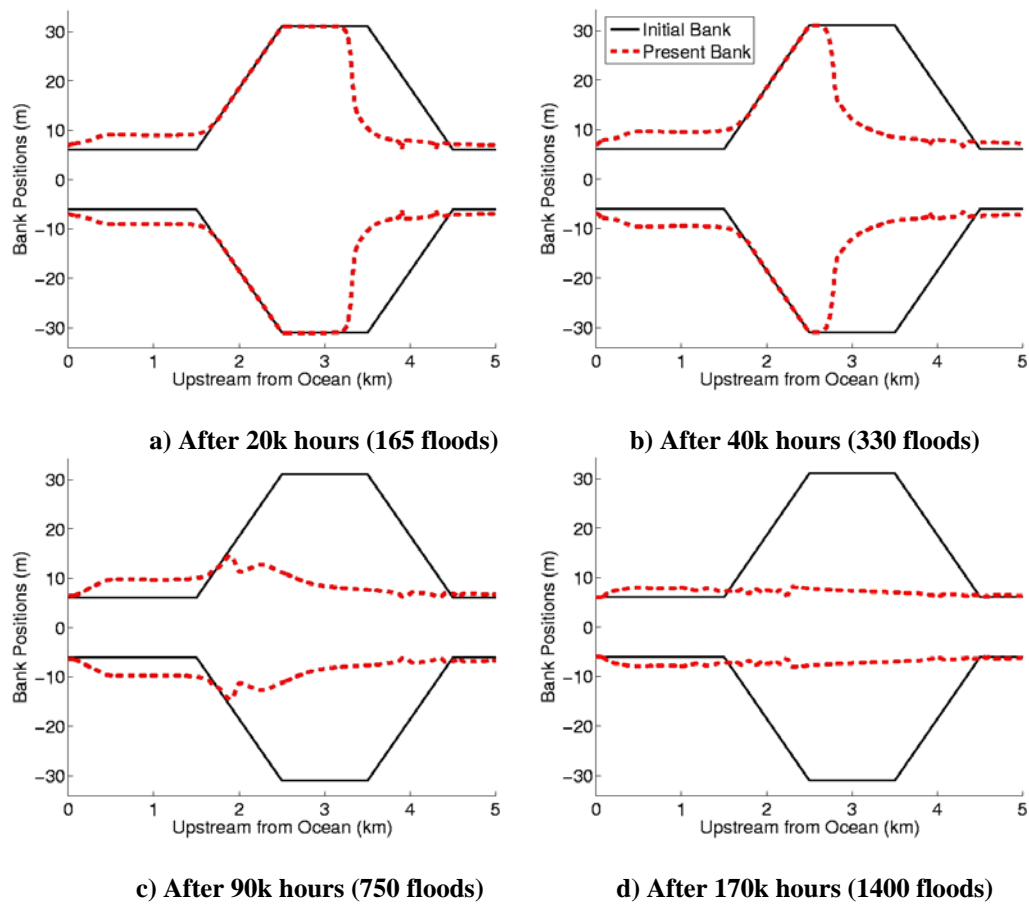 30
20
10
0
−10
−20
−30
Bank Positions (m)
0 1 2 3 4 5
Upstream from Ocean (km)
a) After 20k hours (165 floods)
Initial Bank
Present Bank
30
20
10
0
−10
−20
−30
Bank Positions (m)
0 1 2 3 4 5
Upstream from Ocean (km)
b) After 40k hours (330 floods)
30
20
10
0
−10
−20
−30
Bank Positions (m)
0 1 2 3 4 5
Upstream from Ocean (km)
c) After 90k hours (750 floods)
30
20
10
0
−10
−20
−30
Bank Positions (m)
0 1 2 3 4 5
Upstream from Ocean (km)
d) After 170k hours (1400 floods)